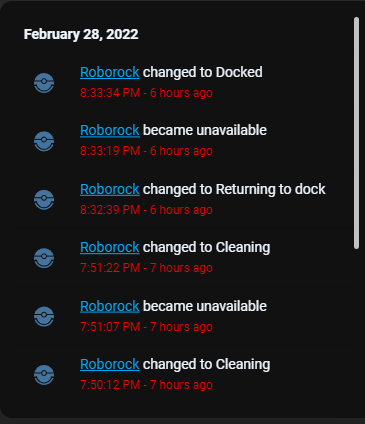 February 28, 2022
Roborock changed to Docked
8:33:34 PM - 6 hours ago
Roborock became unavailable
8:33:19 PM - 6 hours ago
Roborock changed to Returning to dock
8:32:39 PM - 6 hours ago
Roborock changed to Cleaning
7:51:22 PM - 7 hours ago
Roborock became unavailable
7:51:07 PM - 7 hours ago
Roborock changed to Cleaning
7:50:12 PM - 7 hours ago